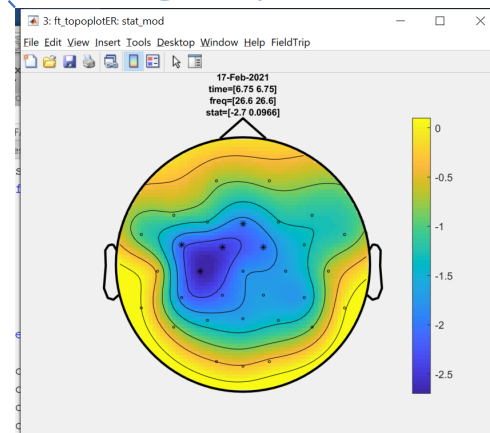 3: ft_topoplotER: stat_mod
File Edit View Insert Tools Desktop Window Help FieldTrip
17-Feb-2021
time=[6.75 6.75]
freq=[26.6 26.6]
stat=[-2.7 0.0966]
0
-0.5
-1
-1.5
-2
-2.5